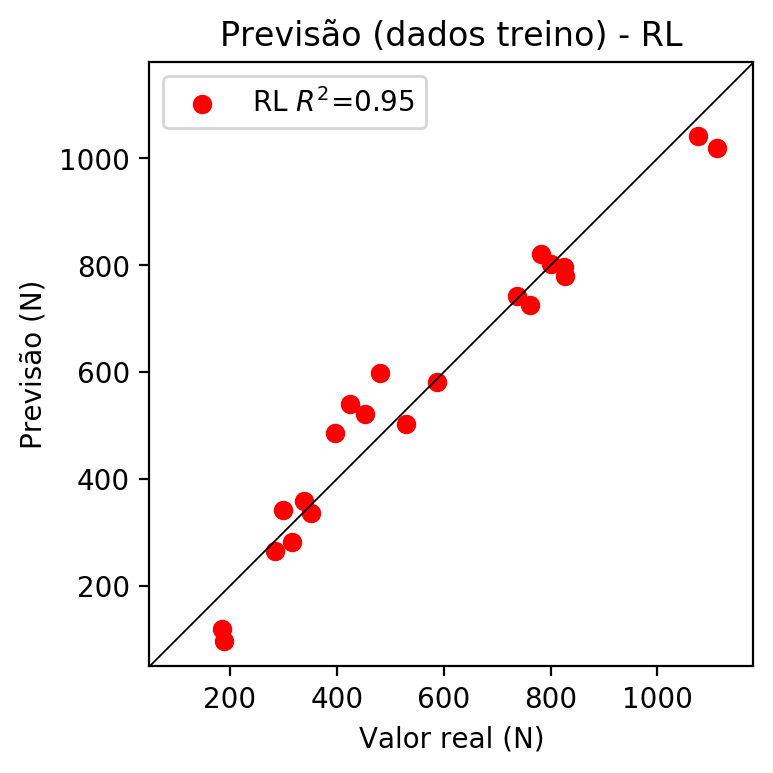 Previsão (dados treino) - RL
RL R²=0.95
1000
800
600
400
200
Previsão (N)
200 400 600 800 1000
Valor real (N)